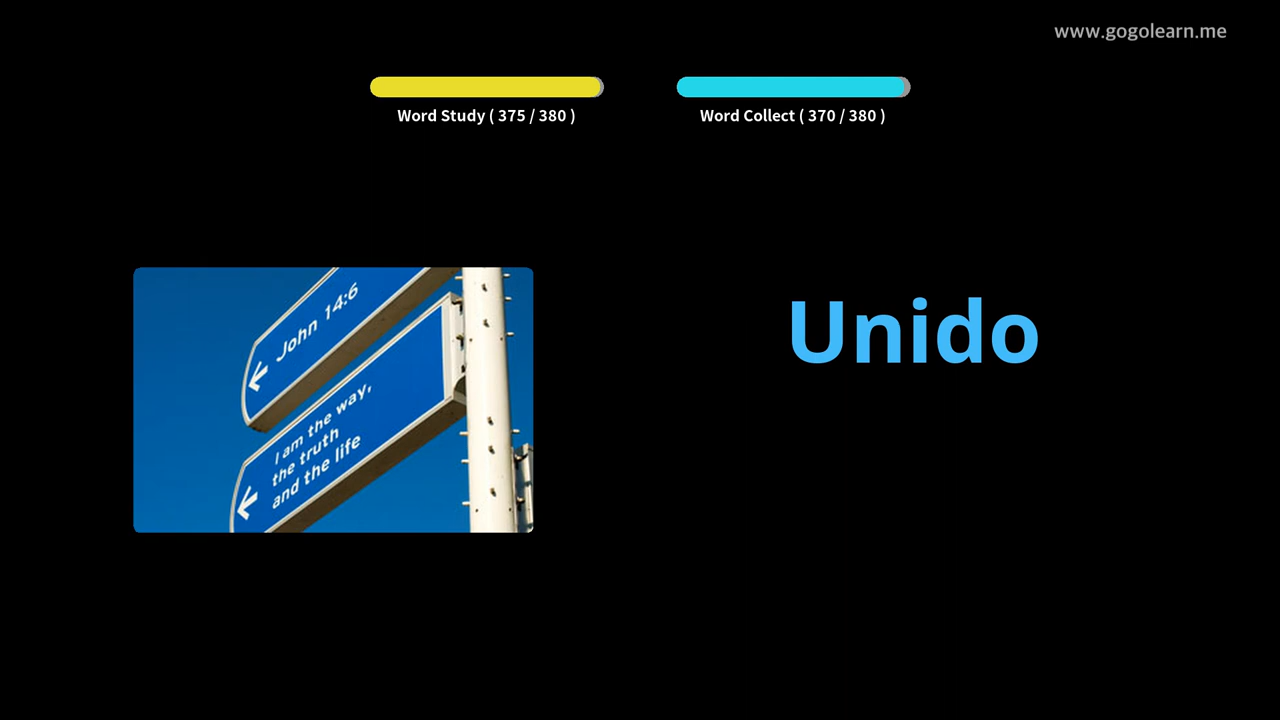 www.gogolearn.me
Word Study ( 375 / 380 )
Word Collect ( 370 / 380 )
John 14:6
I am the way,
the truth
and the life
Unido